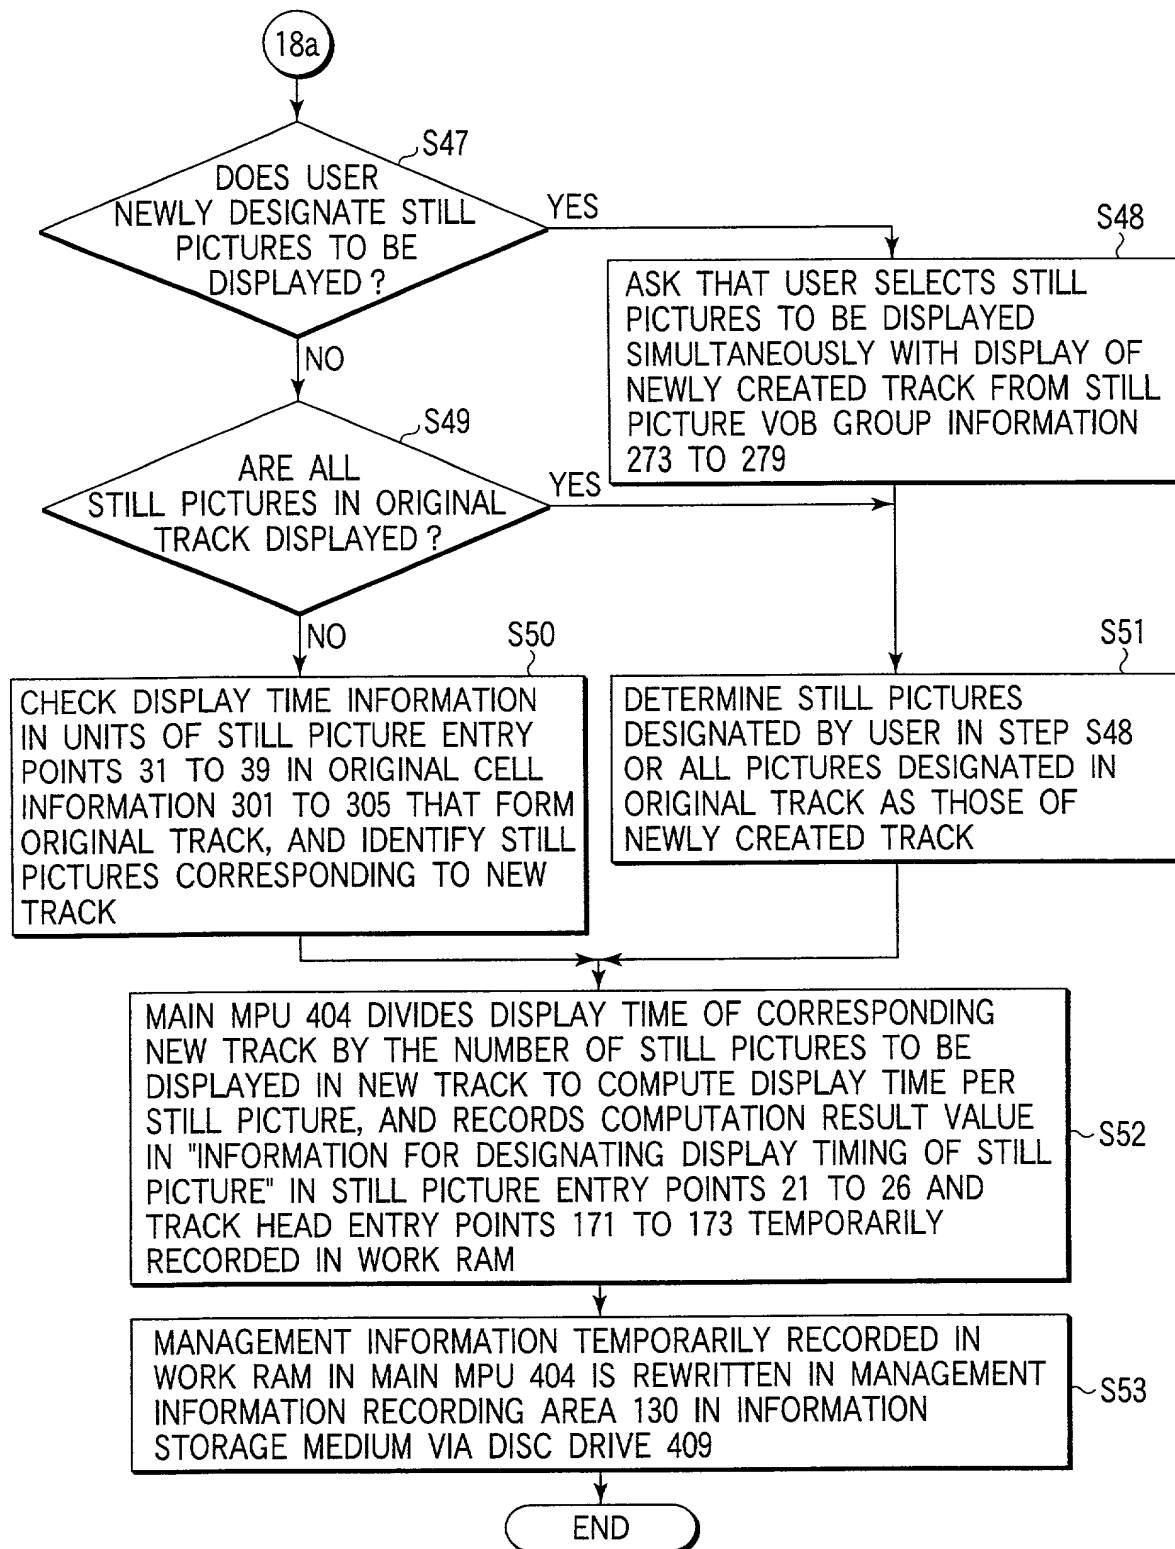 18a
S47
DOES USER
NEWLY DESIGNATE STILL
PICTURES TO BE
DISPLAYED?
YES
NO
S48
ASK THAT USER SELECTS STILL
PICTURES TO BE DISPLAYED
SIMULTANEOUSLY WITH DISPLAY OF
NEWLY CREATED TRACK FROM STILL
PICTURE VOB GROUP INFORMATION
273 TO 279
S49
ARE ALL
STILL PICTURES IN ORIGINAL
TRACK DISPLAYED?
YES
NO
S50
CHECK DISPLAY TIME INFORMATION
IN UNITS OF STILL PICTURE ENTRY
POINTS 31 TO 39 IN ORIGINAL CELL
INFORMATION 301 TO 305 THAT FORM
ORIGINAL TRACK, AND IDENTIFY STILL
PICTURES CORRESPONDING TO NEW
TRACK
S51
DETERMINE STILL PICTURES
DESIGNATED BY USER IN STEP S48
OR ALL PICTURES DESIGNATED IN
ORIGINAL TRACK AS THOSE OF
NEWLY CREATED TRACK
MAIN MPU 404 DIVIDES DISPLAY TIME OF CORRESPONDING
NEW TRACK BY THE NUMBER OF STILL PICTURES TO BE
DISPLAYED IN NEW TRACK TO COMPUTE DISPLAY TIME PER
STILL PICTURE, AND RECORDS COMPUTATION RESULT VALUE
IN "INFORMATION FOR DESIGNATING DISPLAY TIMING OF STILL
PICTURE" IN STILL PICTURE ENTRY POINTS 21 TO 26 AND
TRACK HEAD ENTRY POINTS 171 TO 173 TEMPORARILY
RECORDED IN WORK RAM
S52
MANAGEMENT INFORMATION TEMPORARILY RECORDED IN
WORK RAM IN MAIN MPU 404 IS REWRITTEN IN MANAGEMENT
INFORMATION RECORDING AREA 130 IN INFORMATION
STORAGE MEDIUM VIA DISC DRIVE 409
S53
END